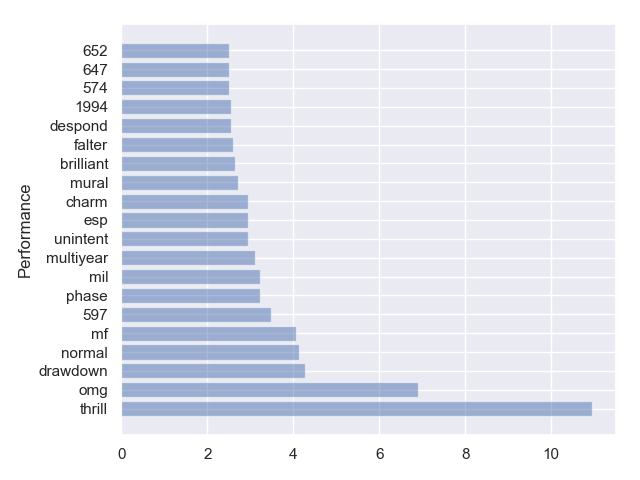 652
647
574
1994
despond
falter
brilliant
mural
charm
esp
unintent
multiyear
mil
phase
597
mf
normal
drawdown
omg
thrill
Performance
0 2 4 6 8 10